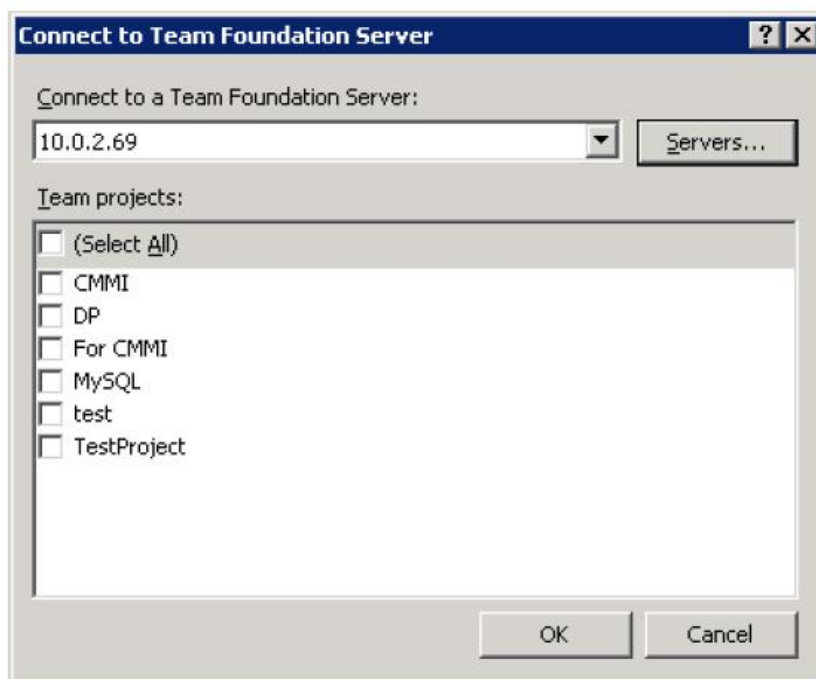 Connect to Team Foundation Server
Connect to a Team Foundation Server:
10.0.2.69
Servers...
Team projects:
(Select All)
CMMI
DP
For CMMI
MySQL
test
TestProject
OK
Cancel